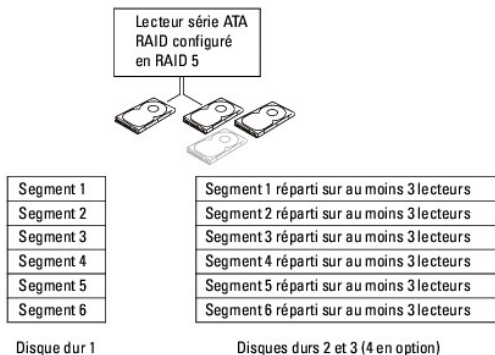 Lecteur série ATA
RAID configuré
en RAID 5
Segment 1
Segment 2
Segment 3
Segment 4
Segment 5
Segment 6
Disque dur 1
Segment 1 réparti sur au moins 3 lecteurs
Segment 2 réparti sur au moins 3 lecteurs
Segment 3 réparti sur au moins 3 lecteurs
Segment 4 réparti sur au moins 3 lecteurs
Segment 5 réparti sur au moins 3 lecteurs
Segment 6 réparti sur au moins 3 lecteurs
Disques durs 2 et 3 (4 en option)